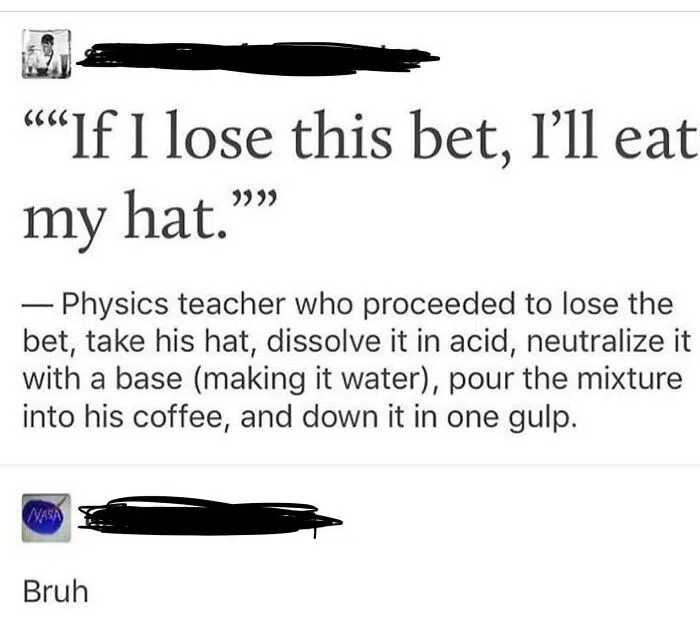 ““If I lose this bet, I’ll eat
my hat.””
— Physics teacher who proceeded to lose the
bet, take his hat, dissolve it in acid, neutralize it
with a base (making it water), pour the mixture
into his coffee, and down it in one gulp.
NASA
Bruh